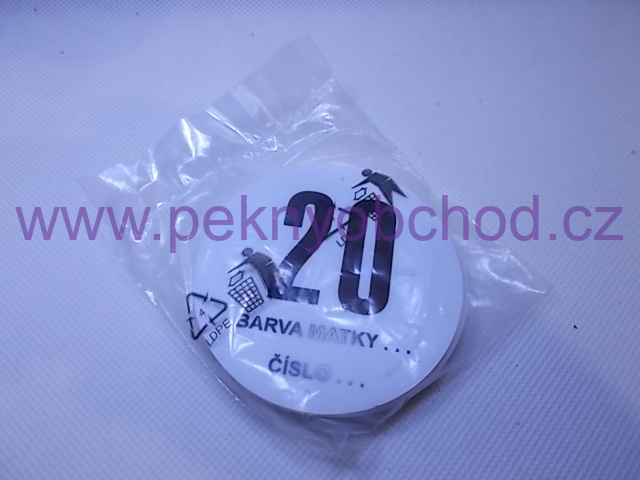 www.peknyobchod.cz
20
BARVA MATKY...
ČÍSLO...
4
LDPE